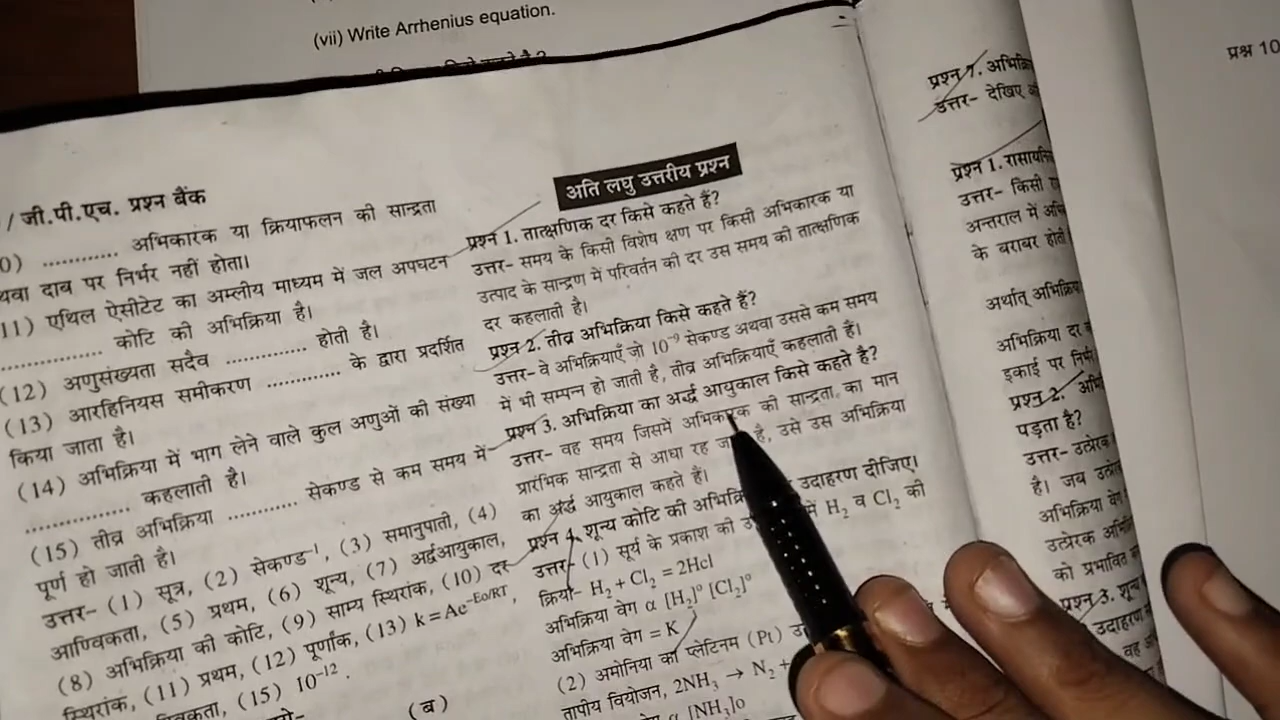 (vii) Write Arrhenius equation.
/ जी.पी.एच. प्रश्न बैंक
0) ............ अभिकारक या क्रियाफलन की सान्द्रता
थवा दाब पर निर्भर नहीं होता।
11) एथिल ऐसीटेट का अम्लीय माध्यम में जल अपघटन
............ कोटि की अभिक्रिया है।
(12) अणुसंख्यता सदैव ............ होती है।
(13) आरहिनियस समीकरण ............ के द्वारा प्रदर्शित
किया जाता है।
(14) अभिक्रिया में भाग लेने वाले कुल अणुओं की संख्या
............ कहलाती है।
(15) तीव्र अभिक्रिया ............ सेकण्ड से कम समय में
पूर्ण हो जाती है।
उत्तर– (1) सूत्र, (2) सेकण्ड⁻¹, (3) समानुपाती, (4)
आण्विकता, (5) प्रथम, (6) शून्य, (7) अर्द्वआयुकाल,
(8) अभिक्रिया की कोटि, (9) साम्य स्थिरांक, (10) दर
स्थिरांक, (11) प्रथम, (12) पूर्णांक, (13) k = Ae⁻ᴱᵒ/ᴿᵀ,
(15) 10⁻¹².
(ब)
अति लघु उत्तरीय प्रश्न
प्रश्न 1. तात्क्षणिक दर किसे कहते हैं?
उत्तर– समय के किसी विशेष क्षण पर किसी अभिकारक या
उत्पाद के सान्द्रण में परिवर्तन की दर उस समय की तात्क्षणिक
दर कहलाती है।
प्रश्न 2. तीव्र अभिक्रिया किसे कहते हैं?
उत्तर– वे अभिक्रियाएँ जो 10⁻⁹ सेकण्ड अथवा उससे कम समय
में भी सम्पन्न हो जाती है, तीव्र अभिक्रियाएँ कहलाती हैं।
प्रश्न 3. अभिक्रिया का अर्द्ध आयुकाल किसे कहते है?
उत्तर– वह समय जिसमें अभिकारक की सान्द्रता, का मान
प्रारंभिक सान्द्रता से आधा रह है, उसे उस अभिक्रिया
का अर्द्ध आयुकाल कहते हैं।
प्रश्न 4. शून्य कोटि की उदाहरण दीजिए।
उत्तर– (1) सूर्य के प्रकाश की में H₂ व Cl₂ की
क्रिया– H₂ + Cl₂ = 2Hcl
अभिक्रिया वेग α [H₂]⁰ [Cl₂]⁰
अभिक्रिया वेग = K
(2) अमोनिया का प्लेटिनम (Pt)
तापीय वियोजन, 2NH₃ → N₂ +
α [NH₃]o
प्रश्न 1.
उत्तर– देखिए
प्रश्न 1.
उत्तर– किसी
अन्तराल में
के बराबर होती
अर्थात्
अभिक्रिया दर
इकाई पर
प्रश्न 2.
पड़ता है?
उत्तर– उत्प्रेरक
है। जब
अभिक्रिया वेग
उत्प्रेरक
को प्रभावित
प्रश्न 3. शून्य
उदाहरण
प्रश्न 10